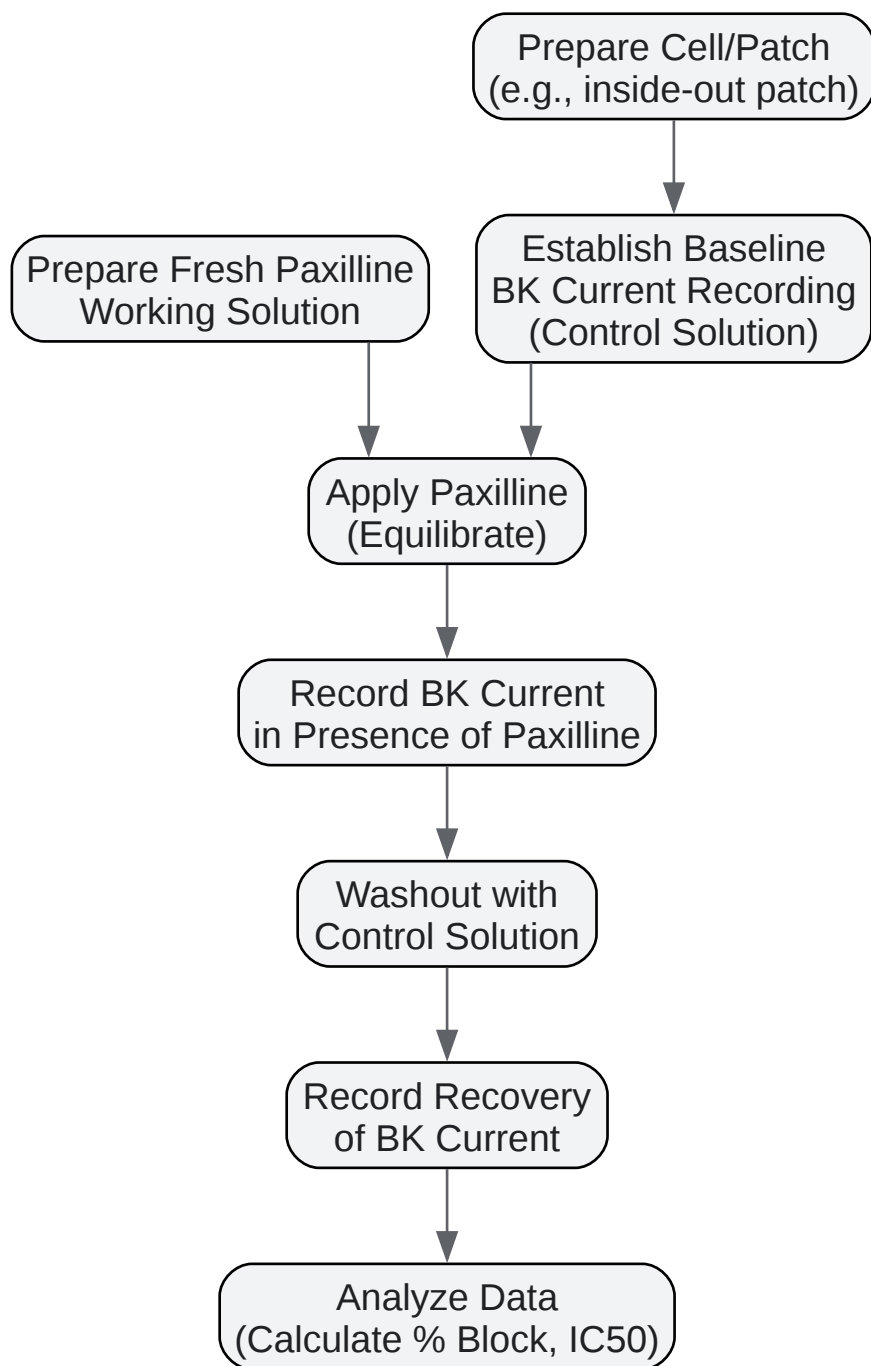 Prepare Cell/Patch
(e.g., inside-out patch)
Prepare Fresh Paxilline
Working Solution
Establish Baseline
BK Current Recording
(Control Solution)
Apply Paxilline
(Equilibrate)
Record BK Current
in Presence of Paxilline
Washout with
Control Solution
Record Recovery
of BK Current
Analyze Data
(Calculate % Block, IC50)